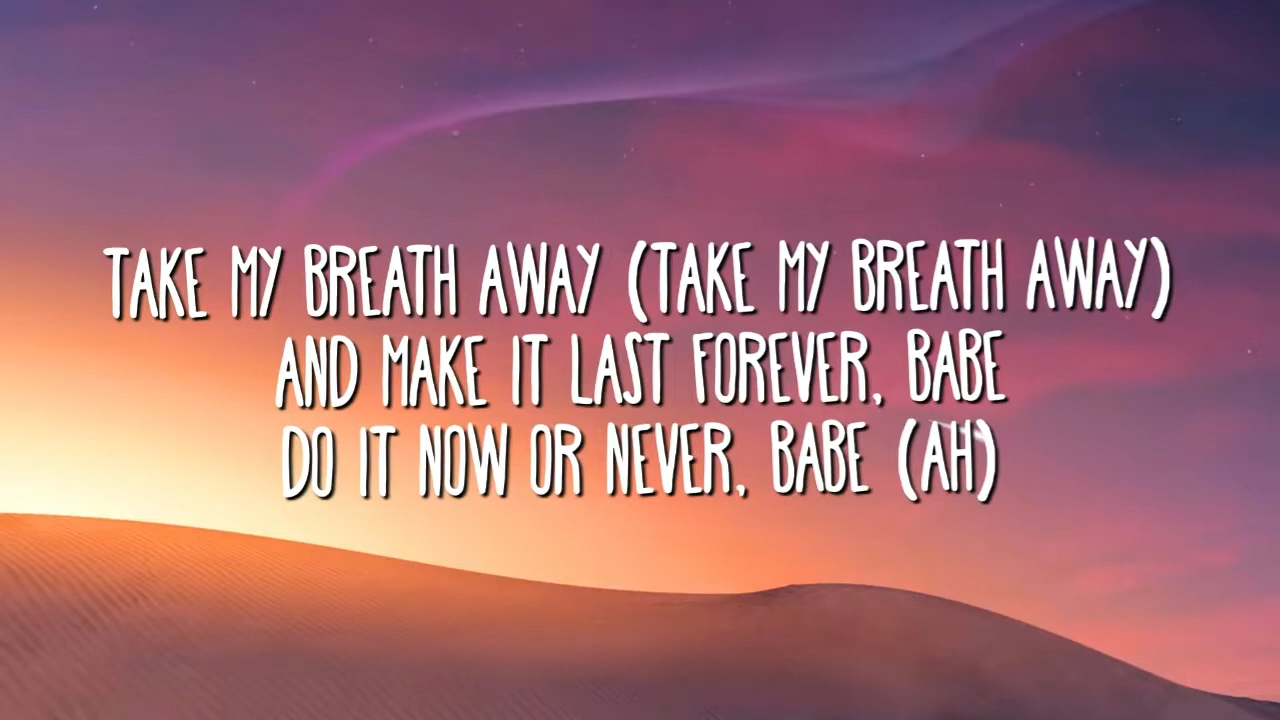 TAKE MY BREATH AWAY (TAKE MY BREATH AWAY)
AND MAKE IT LAST FOREVER, BABE
DO IT NOW OR NEVER, BABE (AH)